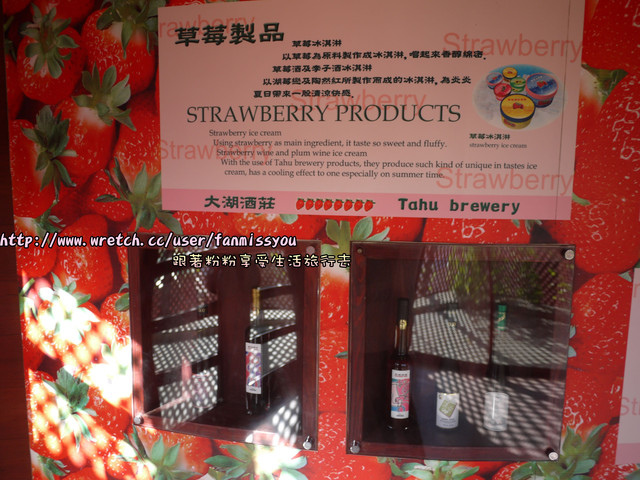 草莓製品
Strawberry
草莓冰淇淋
以草莓為原料製作成冰淇淋，嚐起來香醇綿密。
草莓酒及李子酒冰淇淋
以湖莓戀及陶然紅所製作而成的冰淇淋，為炎炎
夏日帶來一股清涼快感。
Strawberry
STRAWBERRY PRODUCTS
草莓冰淇淋
strawberry ice cream
Strawberry ice cream
Using strawberry as main ingredient, it taste so sweet and fluffy.
Strawberry wine and plum wine ice cream
With the use of Tahu brewery products, they produce such kind of unique in tastes ice
cream, has a cooling effect to one especially on summer time.
Strawberry
Strawberry
大湖酒莊 Tahu brewery
http://www.wretch.cc/user/fanmissyou
跟著粉粉享受生活旅行去